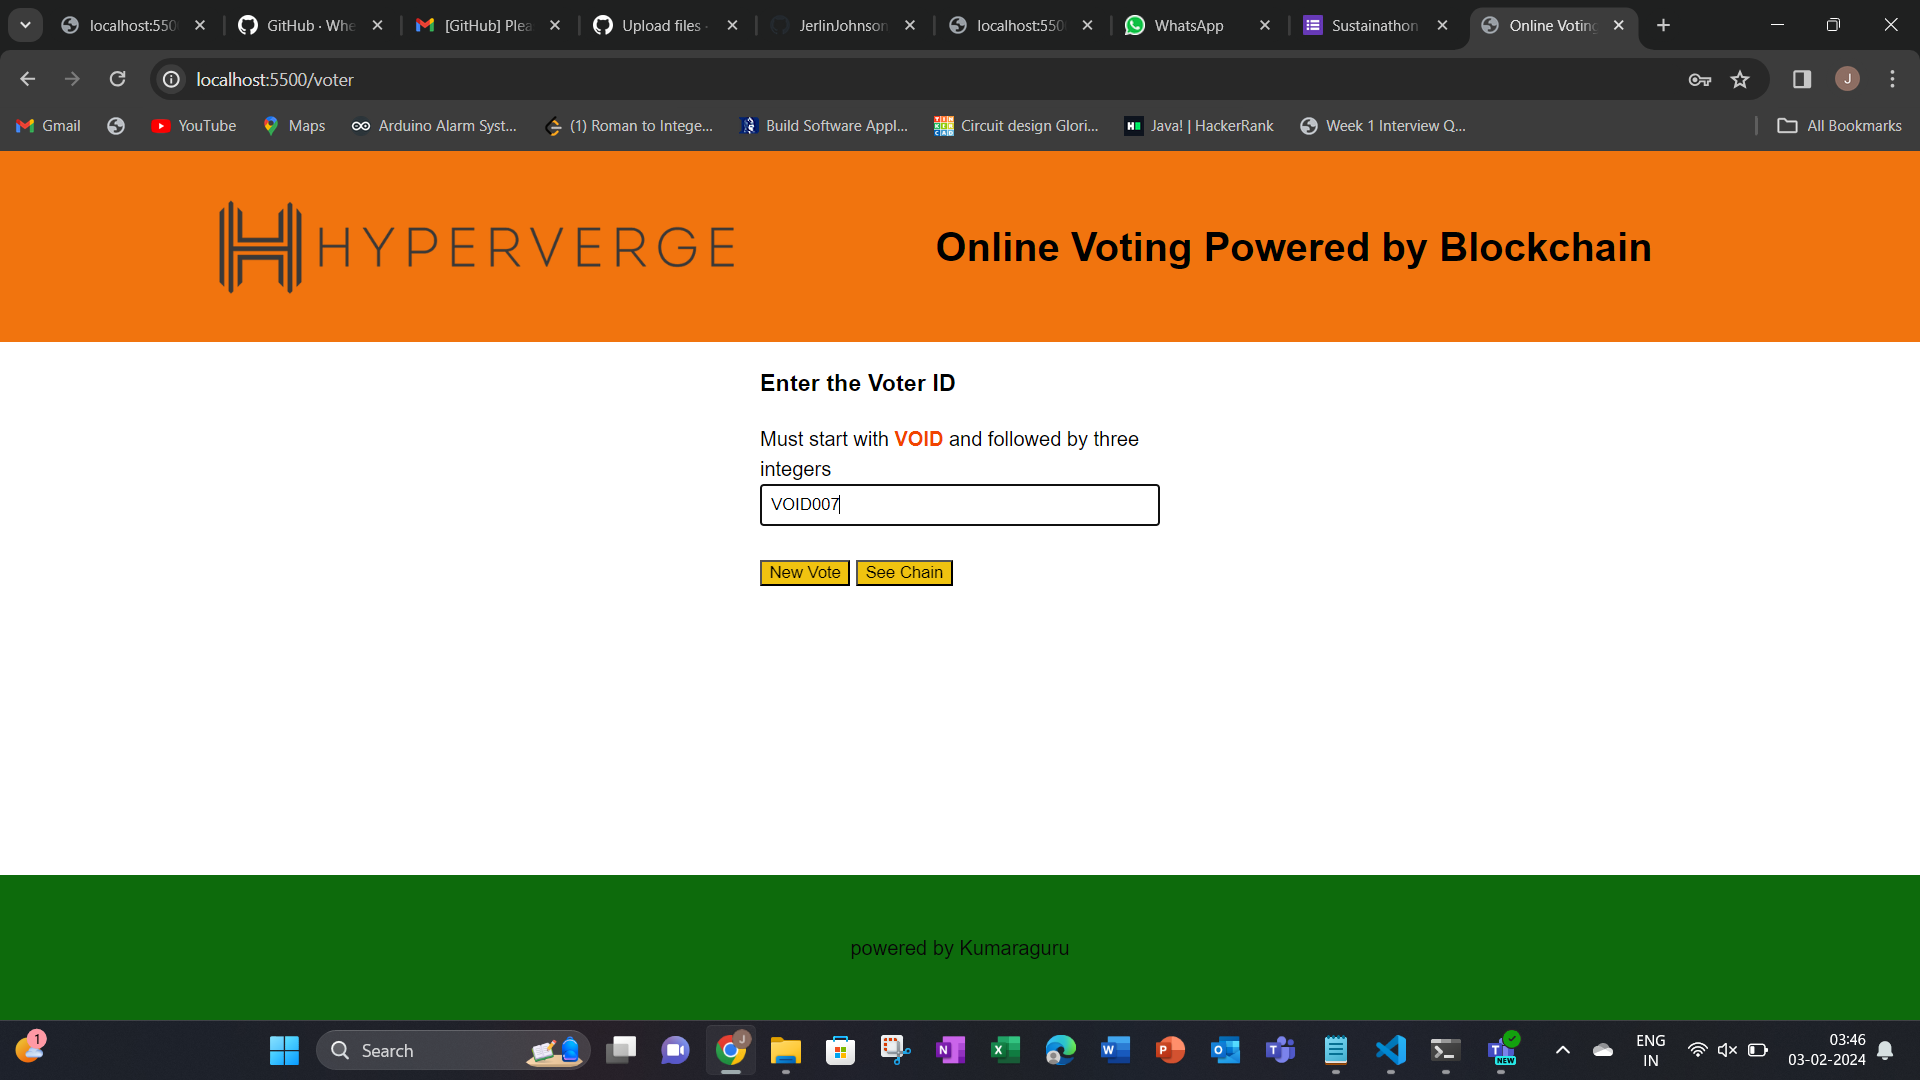 localhost:550
GitHub · Whe
[GitHub] Plea
Upload files ·
JerlinJohnson
localhost:550
WhatsApp
Sustainathon
Online Voting
localhost:5500/voter
J
Gmail
YouTube
Maps
Arduino Alarm Syst...
(1) Roman to Intege...
Build Software Appl...
Circuit design Glori...
Java! | HackerRank
Week 1 Interview Q...
All Bookmarks
HYPERVERGE
Online Voting Powered by Blockchain
Enter the Voter ID
Must start with VOID and followed by three
integers
VOID007
New Vote See Chain
powered by Kumaraguru
1
Search
J
NEW
ENG
IN
03:46
03-02-2024